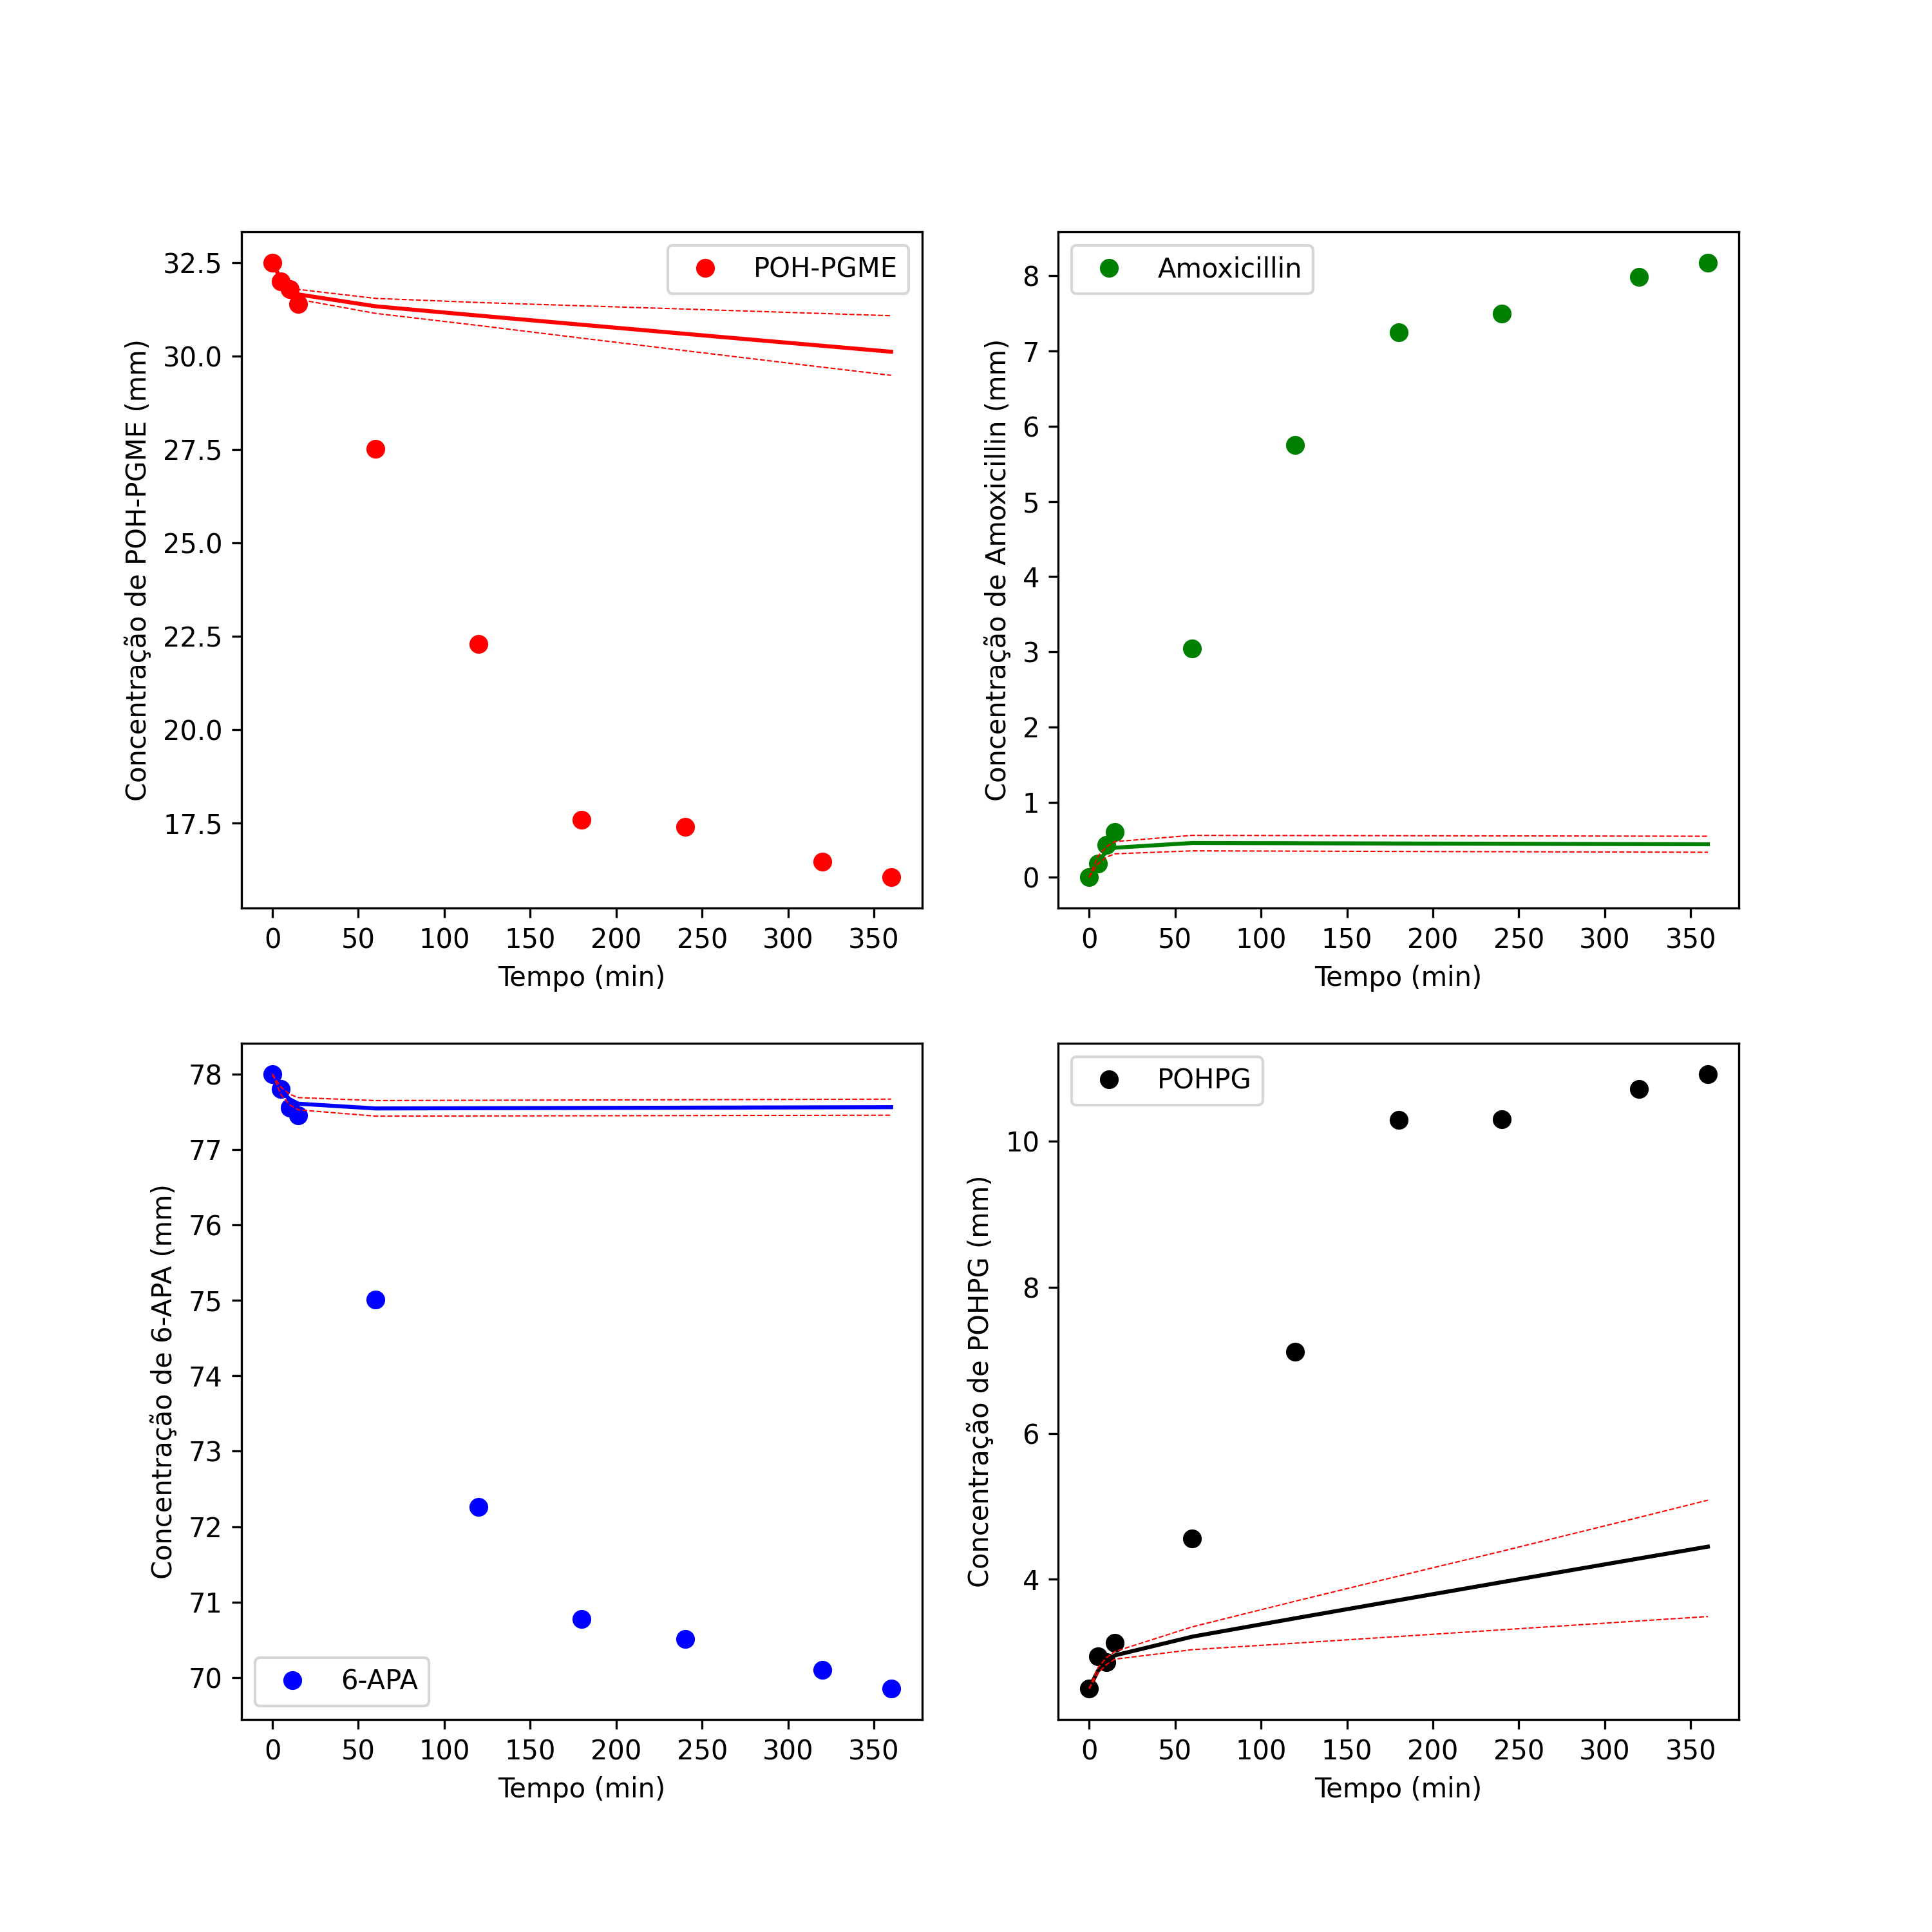 Concentração de POH-PGME (mm)
32.5
30.0
27.5
25.0
22.5
20.0
17.5
POH-PGME
0 50 100 150 200 250 300 350
Tempo (min)
Concentração de Amoxicillin (mm)
8
7
6
5
4
3
2
1
0
Amoxicillin
0 50 100 150 200 250 300 350
Tempo (min)
Concentração de 6-APA (mm)
78
77
76
75
74
73
72
71
70
6-APA
0 50 100 150 200 250 300 350
Tempo (min)
Concentração de POHPG (mm)
10
8
6
4
POHPG
0 50 100 150 200 250 300 350
Tempo (min)